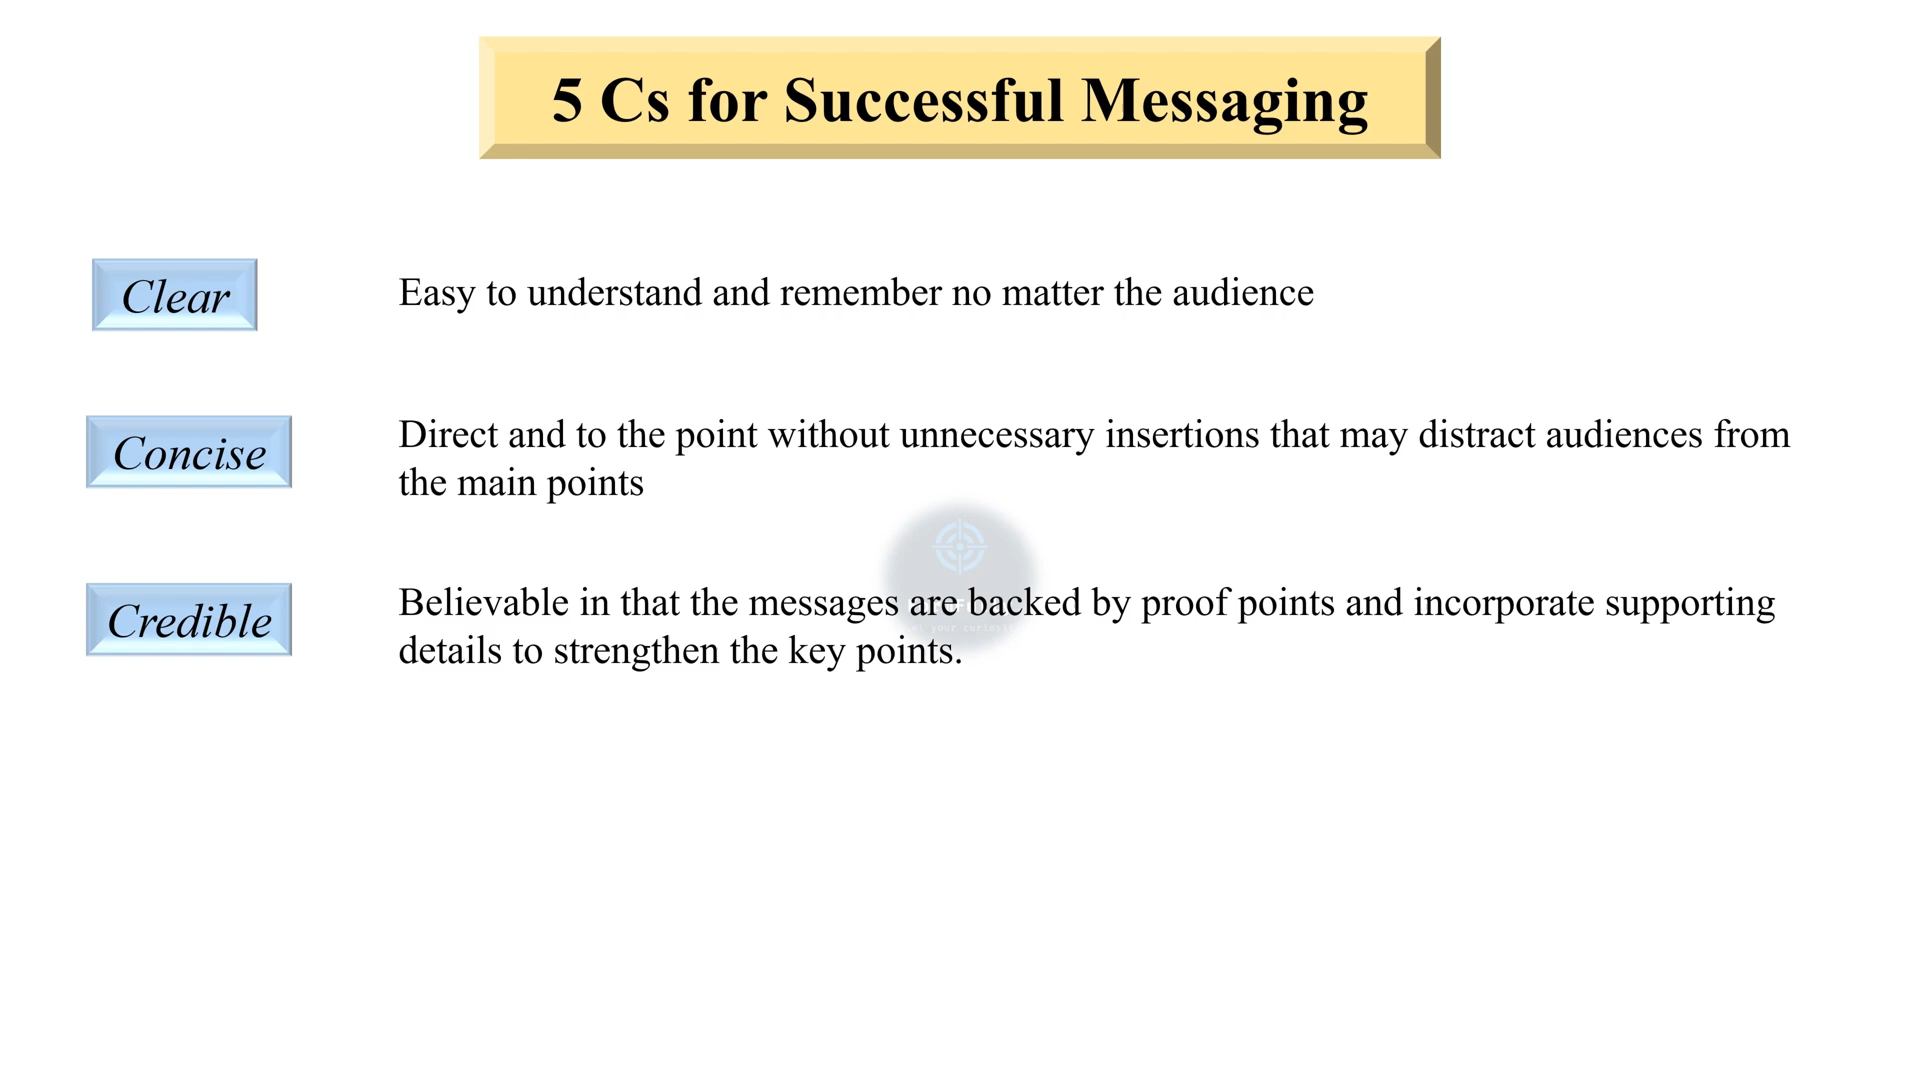 5 Cs for Successful Messaging
Clear
Easy to understand and remember no matter the audience
Concise
Direct and to the point without unnecessary insertions that may distract audiences from
the main points
Credible
Believable in that the messages are backed by proof points and incorporate supporting
your
details to strengthen the key points.